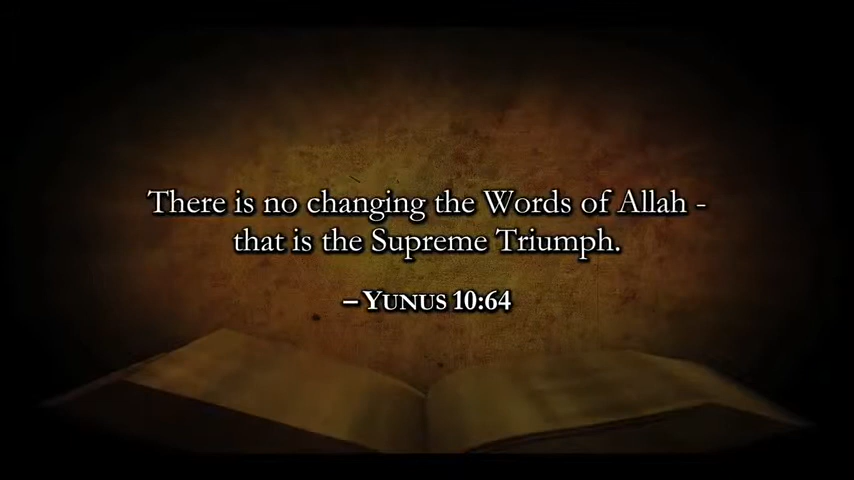 There is no changing the Words of Allah -
that is the Supreme Triumph.
– YUNUS 10:64